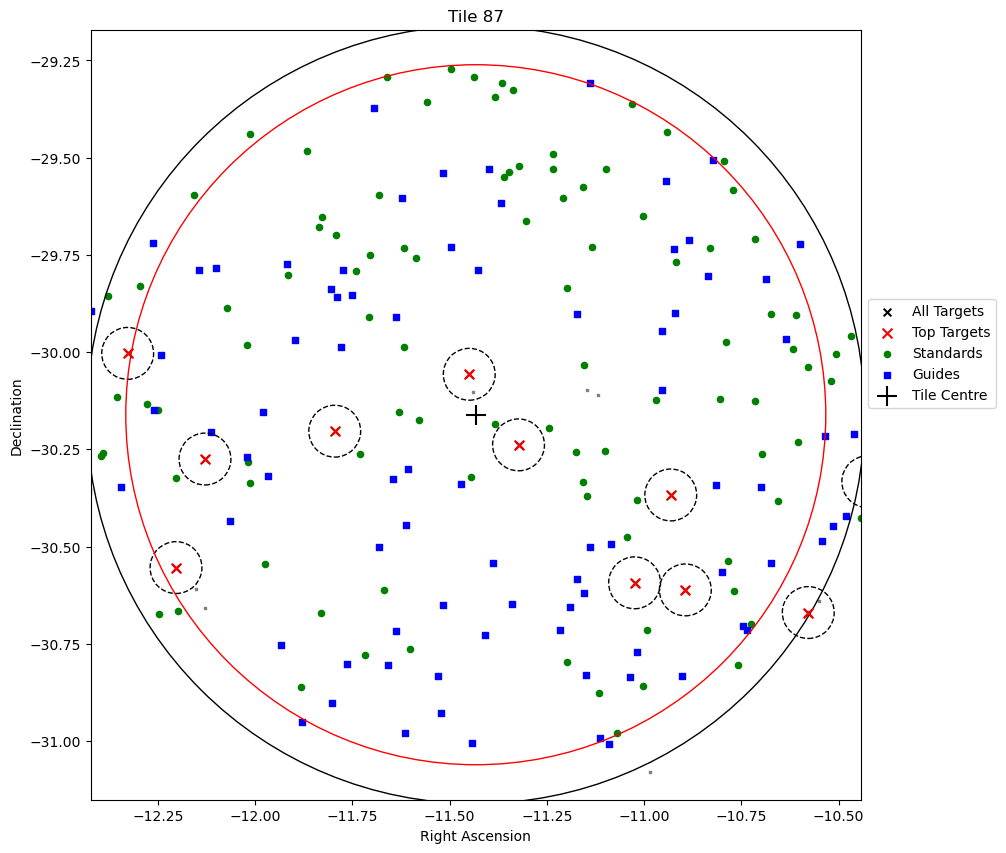 Tile 87
Declination
−29.25
−29.50
−29.75
−30.00
−30.25
−30.50
−30.75
−31.00
−12.25
−12.00
−11.75
−11.50
−11.25
−11.00
−10.75
−10.50
Right Ascension
All Targets
Top Targets
Standards
Guides
Tile Centre